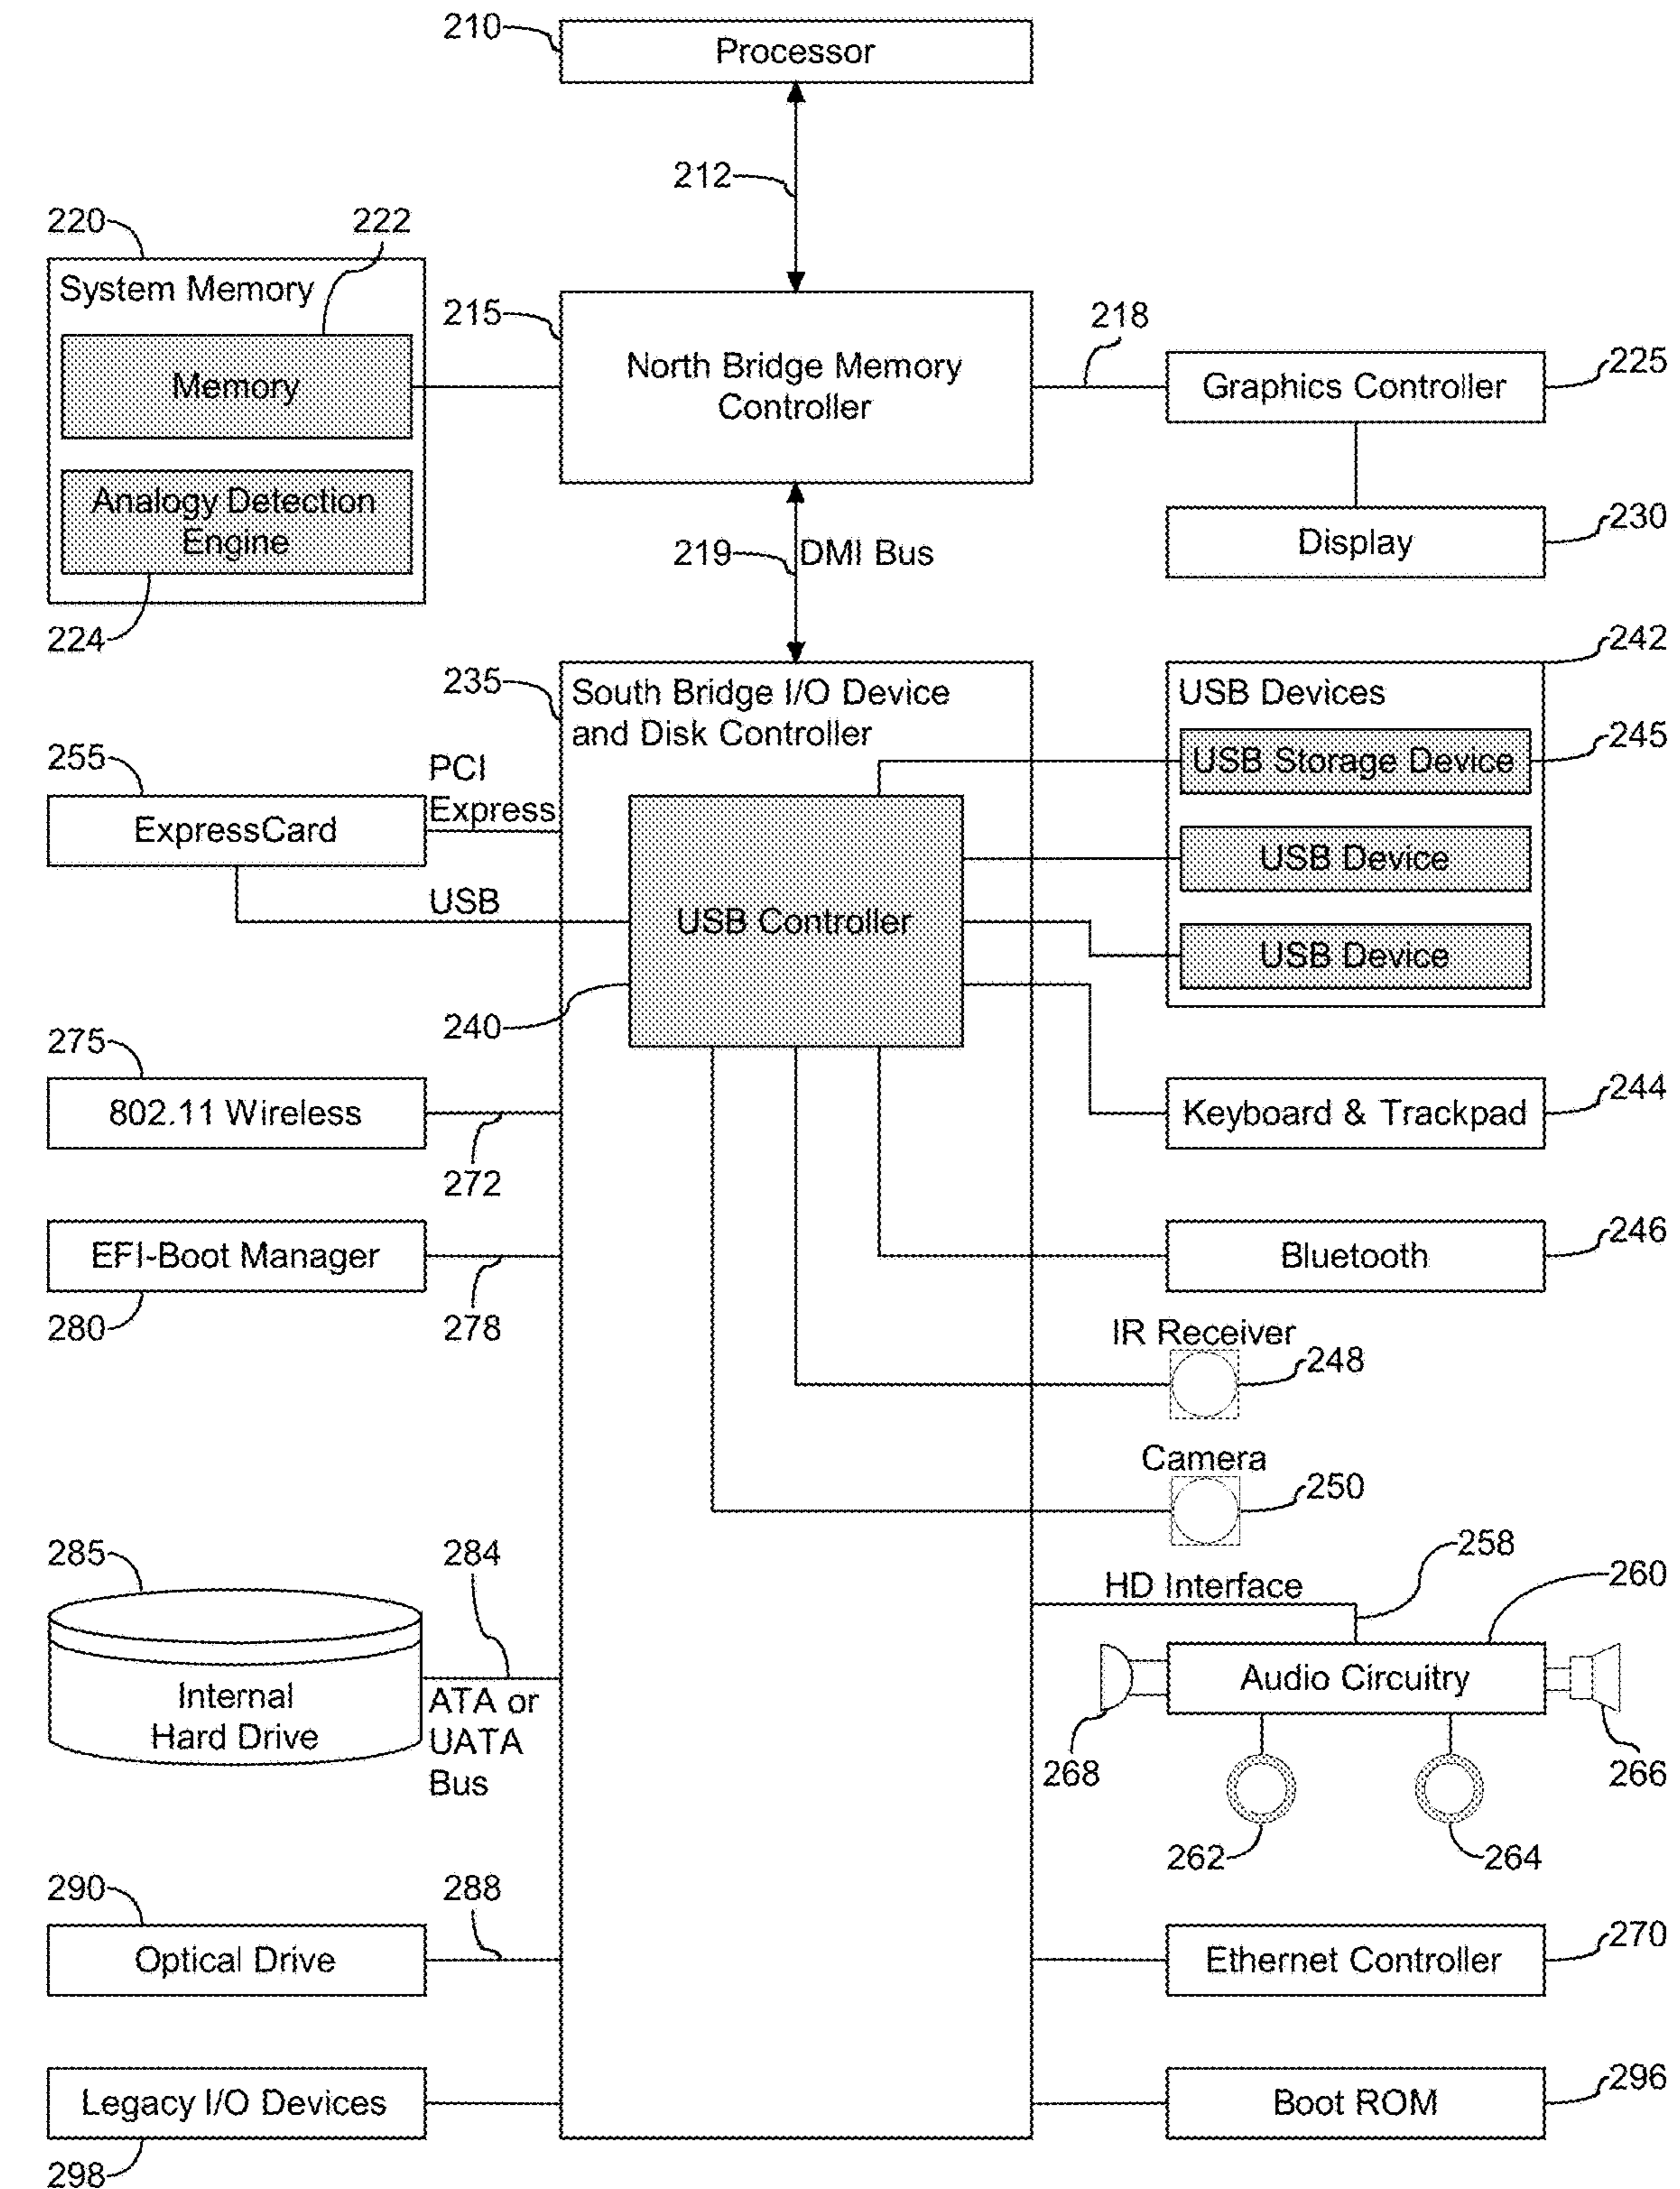 210
Processor
212
220
222
System Memory
215
218
225
Memory
North Bridge Memory
Controller
Graphics Controller
Analogy Detection
Engine
219
DMI Bus
230
Display
224
242
235
South Bridge I/O Device
and Disk Controller
USB Devices
245
255
PCI
Express
USB Storage Device
ExpressCard
USB Device
USB
USB Controller
USB Device
240
275
244
802.11 Wireless
Keyboard & Trackpad
272
246
EFI-Boot Manager
Bluetooth
280
278
IR Receiver
248
Camera
250
285
284
258
HD Interface
260
Internal
Hard Drive
ATA or
UATA
Bus
Audio Circuitry
268
266
262
264
290
288
270
Optical Drive
Ethernet Controller
296
Legacy I/O Devices
Boot ROM
298